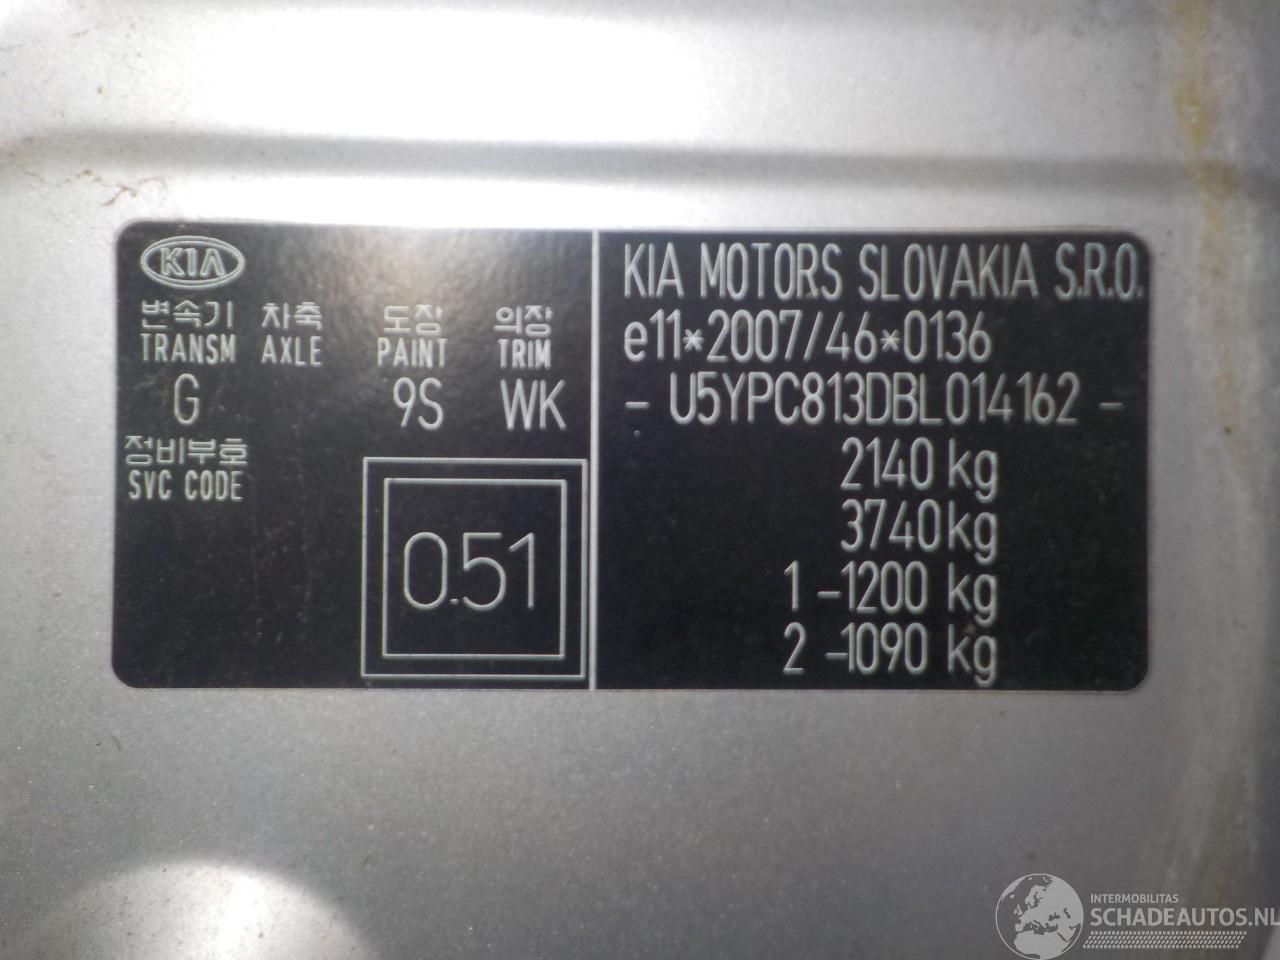 KIA
변속기 차축 도장 의장
TRANSM AXLE PAINT TRIM
G 9S WK
정비부호
SVC CODE
0.51
KIA MOTORS SLOVAKIA S.R.O.
e11*2007/46*0136
- U5YPC813DBL014162 -
2140 kg
3740 kg
1 -1200 kg
2 -1090 kg
INTERMOBILITAS
SCHADEAUTOS.NL